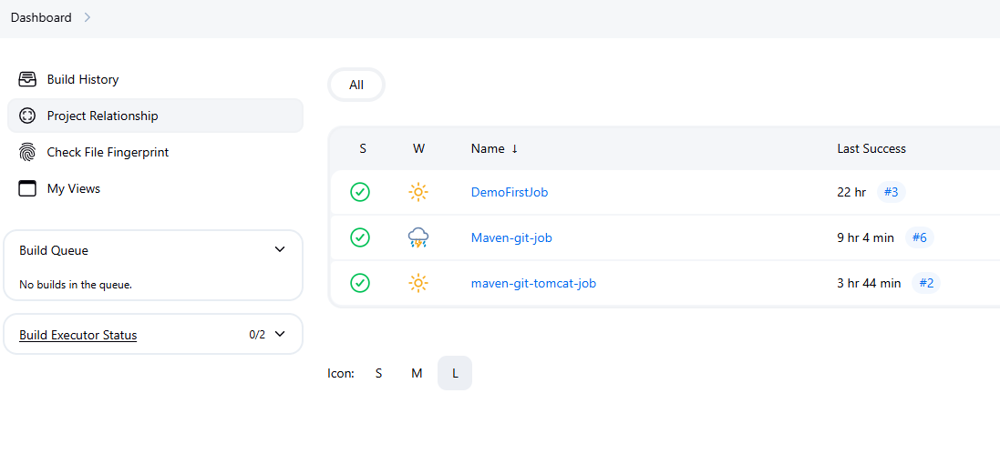 Dashboard
Build History
Project Relationship
Check File Fingerprint
My Views
Build Queue
No builds in the queue.
Build Executor Status 0/2
All
S W Name ↓ Last Success
DemoFirstJob 22 hr #3
Maven-git-job 9 hr 4 min #6
maven-git-tomcat-job 3 hr 44 min #2
Icon: S M L